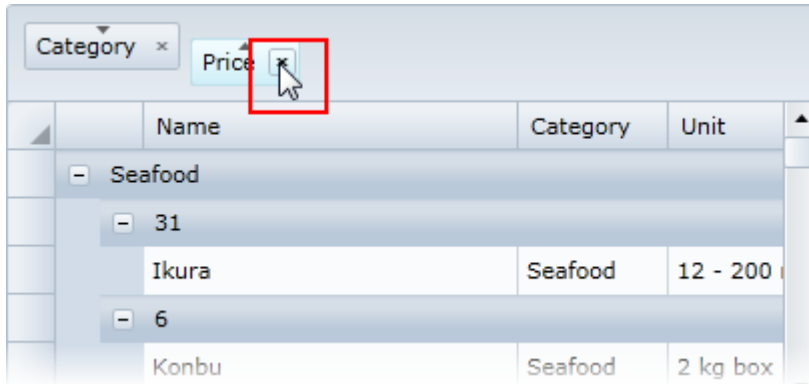 Category ×
Price ×
Name Category Unit
Seafood
31
Ikura Seafood 12 - 200
6
Konbu Seafood 2 kg box